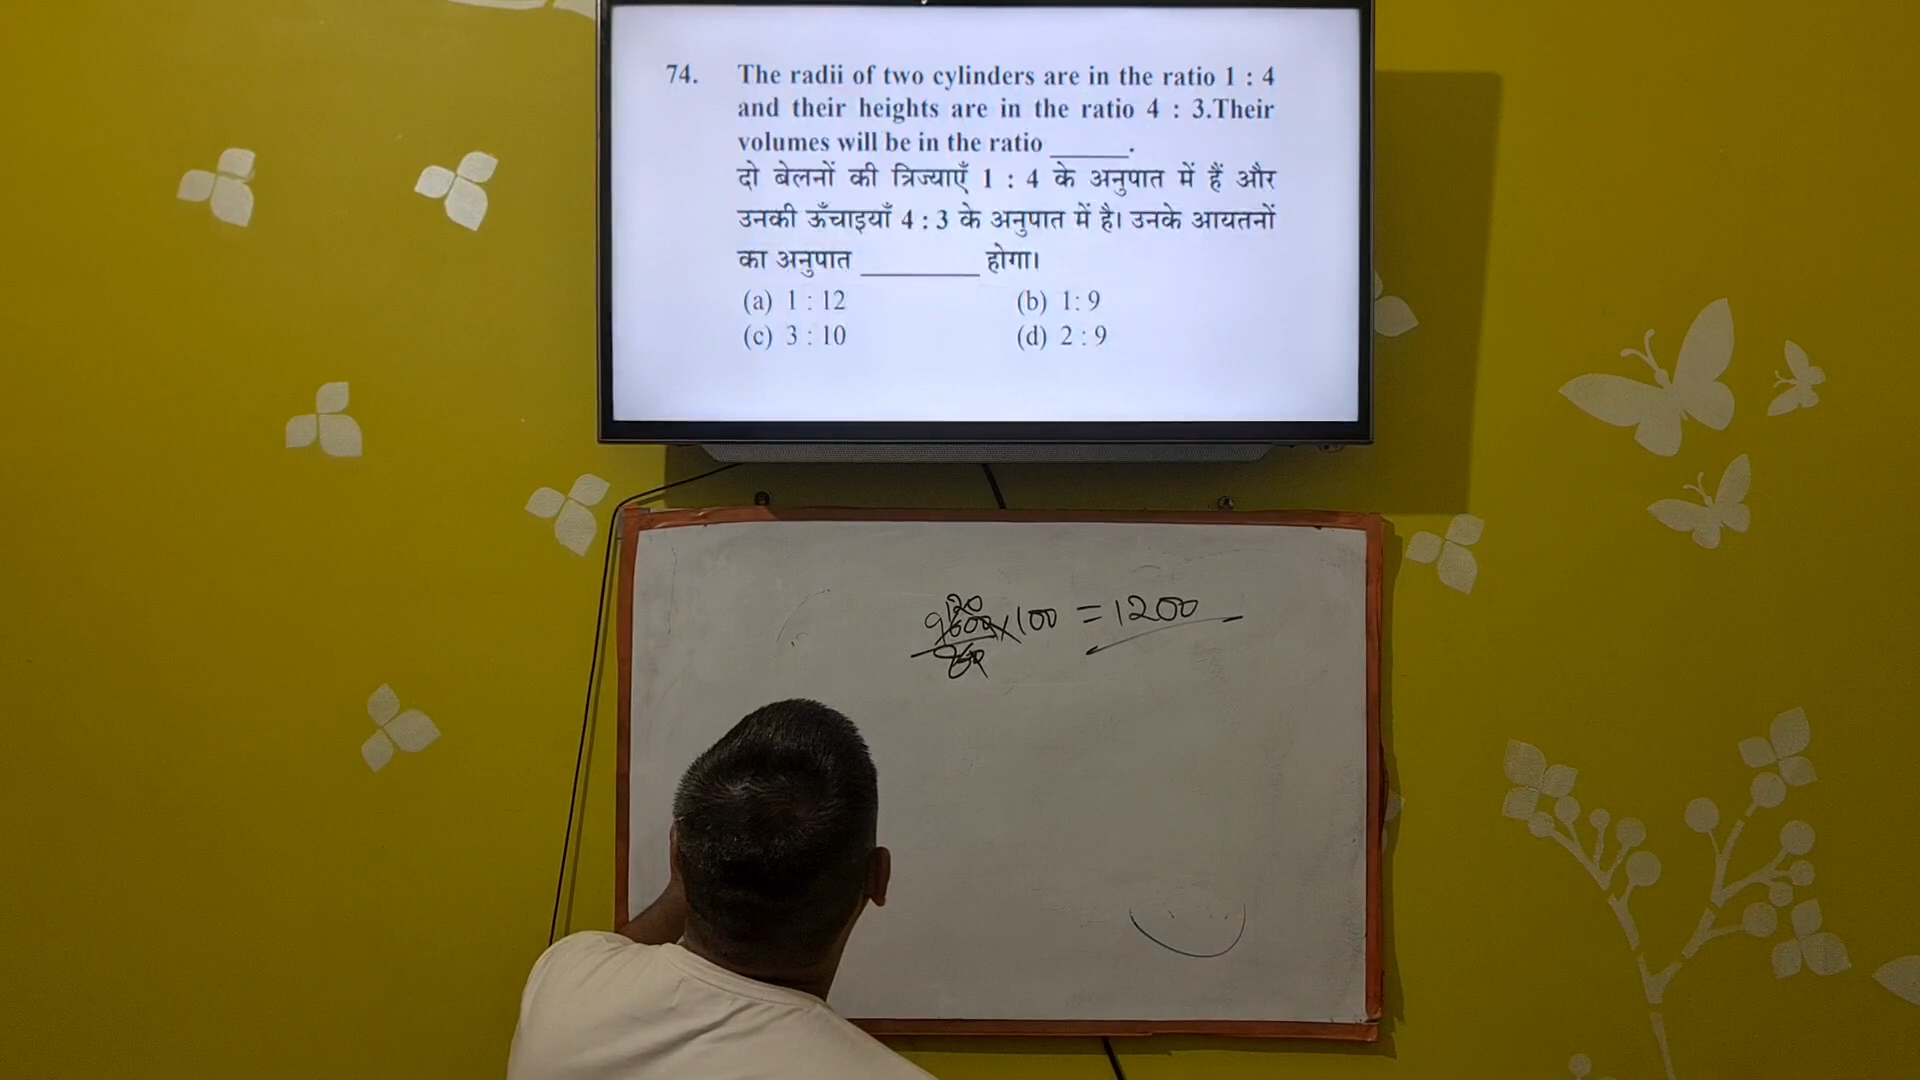 74. The radii of two cylinders are in the ratio 1 : 4
and their heights are in the ratio 4 : 3.Their
volumes will be in the ratio ______.
दो बेलनों की त्रिज्याएँ 1 : 4 के अनुपात में हैं और
उनकी ऊँचाइयाँ 4 : 3 के अनुपात में है। उनके आयतनों
का अनुपात _________ होगा।
(a) 1 : 12 (b) 1: 9
(c) 3 : 10 (d) 2 : 9
120
9600 × 100 = 1200